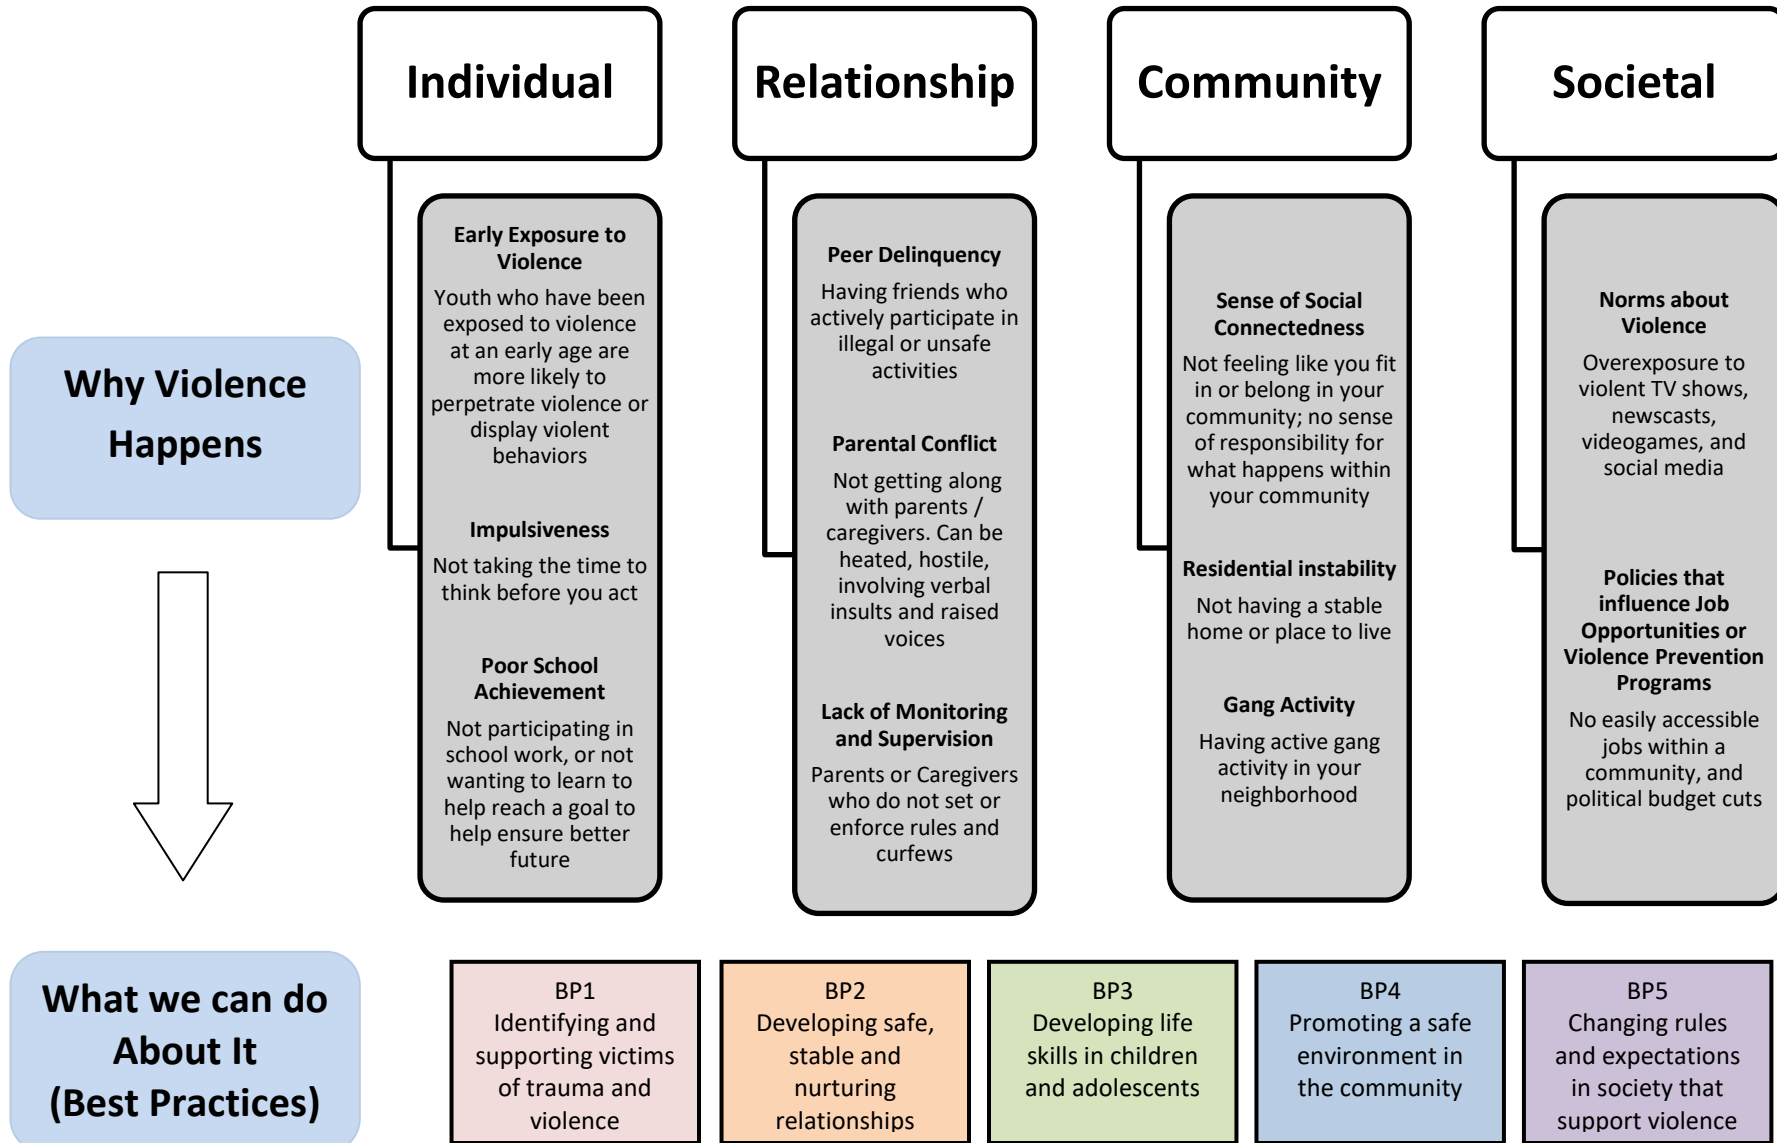 Individual
Relationship
Community
Societal
Why Violence
Happens
Early Exposure to
Violence
Youth who have been
exposed to violence
at an early age are
more likely to
perpetrate violence or
display violent
behaviors
Impulsiveness
Not taking the time to
think before you act
Poor School
Achievement
Not participating in
school work, or not
wanting to learn to
help reach a goal to
help ensure better
future
Peer Delinquency
Having friends who
actively participate in
illegal or unsafe
activities
Parental Conflict
Not getting along
with parents /
caregivers. Can be
heated, hostile,
involving verbal
insults and raised
voices
Lack of Monitoring
and Supervision
Parents or Caregivers
who do not set or
enforce rules and
curfews
Sense of Social
Connectedness
Not feeling like you fit
in or belong in your
community; no sense
of responsibility for
what happens within
your community
Residential instability
Not having a stable
home or place to live
Gang Activity
Having active gang
activity in your
neighborhood
Norms about
Violence
Overexposure to
violent TV shows,
newscasts,
videogames, and
social media
Policies that
influence Job
Opportunities or
Violence Prevention
Programs
No easily accessible
jobs within a
community, and
political budget cuts
What we can do
About It
(Best Practices)
BP1
Identifying and
supporting victims
of trauma and
violence
BP2
Developing safe,
stable and
nurturing
relationships
BP3
Developing life
skills in children
and adolescents
BP4
Promoting a safe
environment in
the community
BP5
Changing rules
and expectations
in society that
support violence